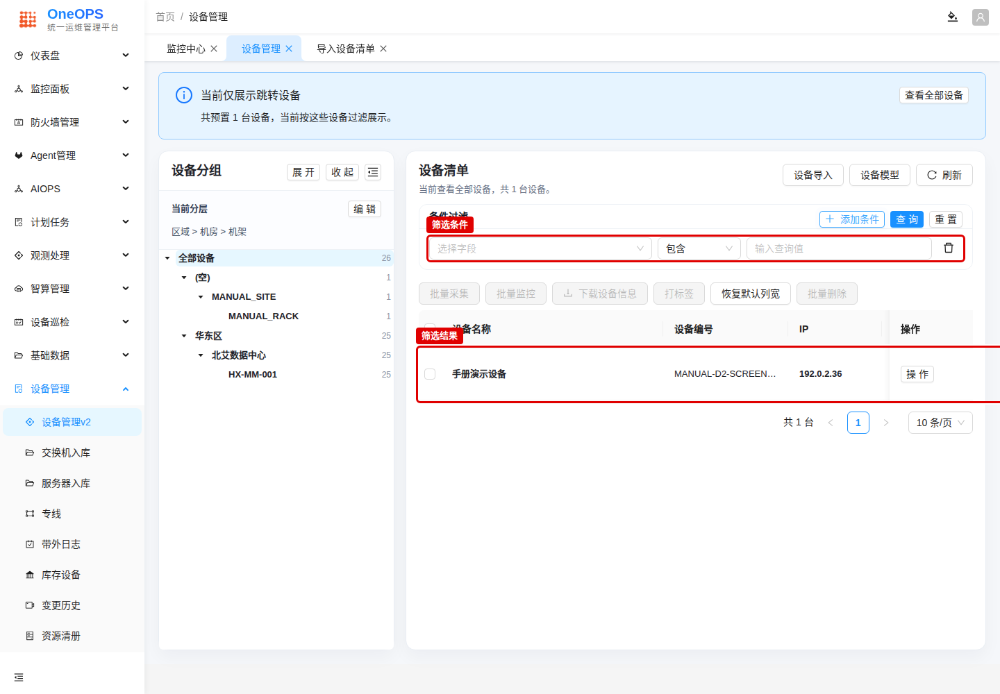 OneOPS
统一运维管理平台
仪表盘
监控面板
防火墙管理
Agent管理
AIOPS
计划任务
观测处理
智算管理
设备巡检
基础数据
设备管理
设备管理v2
交换机入库
服务器入库
专线
带外日志
库存设备
变更历史
资源清册
首页 / 设备管理
监控中心
设备管理
导入设备清单
当前仅展示跳转设备
共预置 1 台设备，当前按这些设备过滤展示。
查看全部设备
设备分组
展 开
收 起
当前分层
编 辑
区域 > 机房 > 机架
全部设备 26
(空) 1
MANUAL_SITE 1
MANUAL_RACK 1
华东区 25
北艾数据中心 25
HX-MM-001 25
设备清单
当前查看全部设备，共 1 台设备。
设备导入
设备模型
刷新
条件过滤
添加条件
查 询
重 置
筛选条件
选择字段
包含
输入查询值
批量采集
批量监控
下载设备信息
打标签
恢复默认列宽
批量删除
设备名称 设备编号 IP 操作
筛选结果
手册演示设备 MANUAL-D2-SCREEN… 192.0.2.36 操 作
共 1 台
1
10 条/页